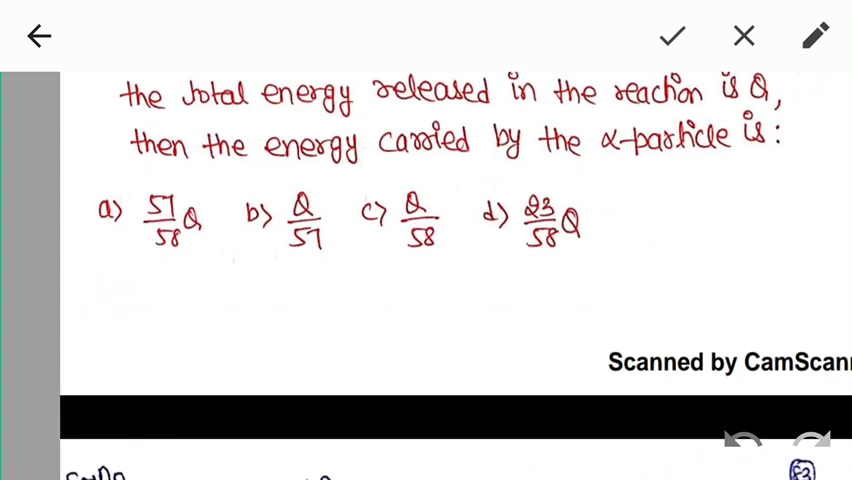 the total energy released in the reaction is Q,
then the energy carried by the α-particle is:
a) 57/58 Q b) Q/57 c) Q/58 d) 23/58 Q
Scanned by CamScann
83